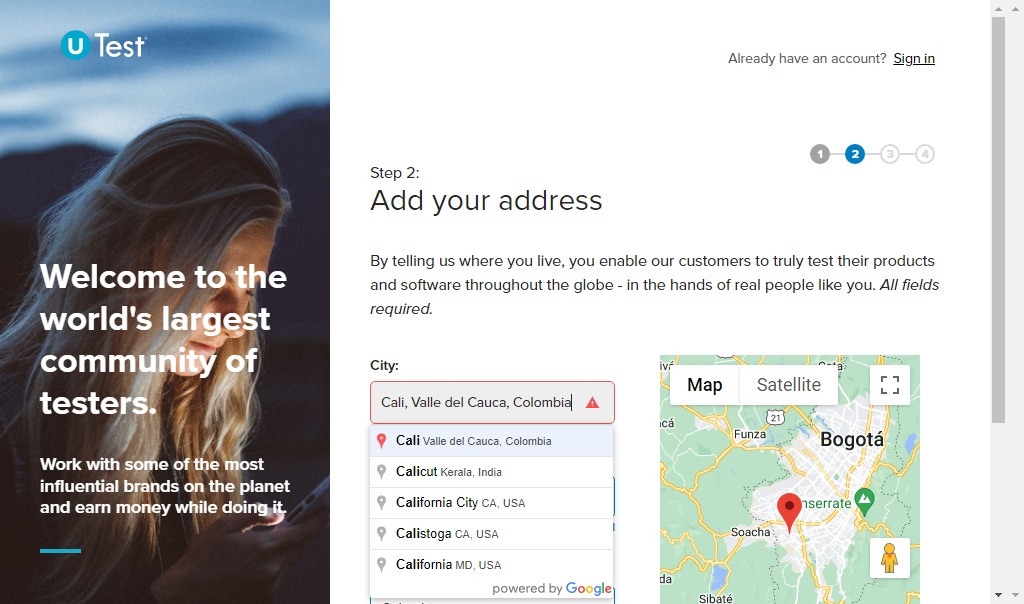 U Test
Welcome to the
world's largest
community of
testers.
Work with some of the most
influential brands on the planet
and earn money while doing it.
Already have an account? Sign in
1 2 3 4
Step 2:
Add your address
By telling us where you live, you enable our customers to truly test their products
and software throughout the globe - in the hands of real people like you. All fields
required.
City:
Cali, Valle del Cauca, Colombia
Cali Valle del Cauca, Colombia
Calicut Kerala, India
California City CA, USA
Calistoga CA, USA
California MD, USA
powered by Google
Map Satellite
21
Funza
Bogotá
nserrate
Soacha
Sibaté